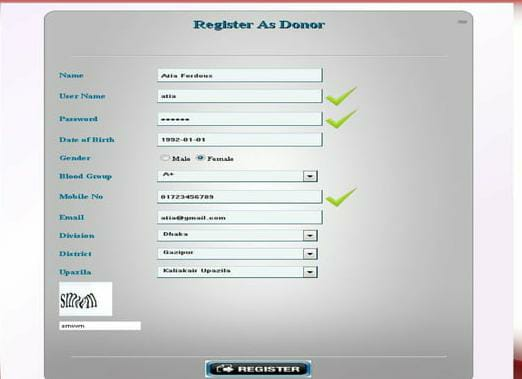 Register As Donor
Name Atia Ferdous
User Name atia
Password ••••••
Date of Birth 1992-01-01
Gender Male Female
Blood Group A+
Mobile No 01723456789
Email atia@gmail.com
Division Dhaka
District Gazipur
Upazila Kaliakair Upazila
smwm
smwm
REGISTER